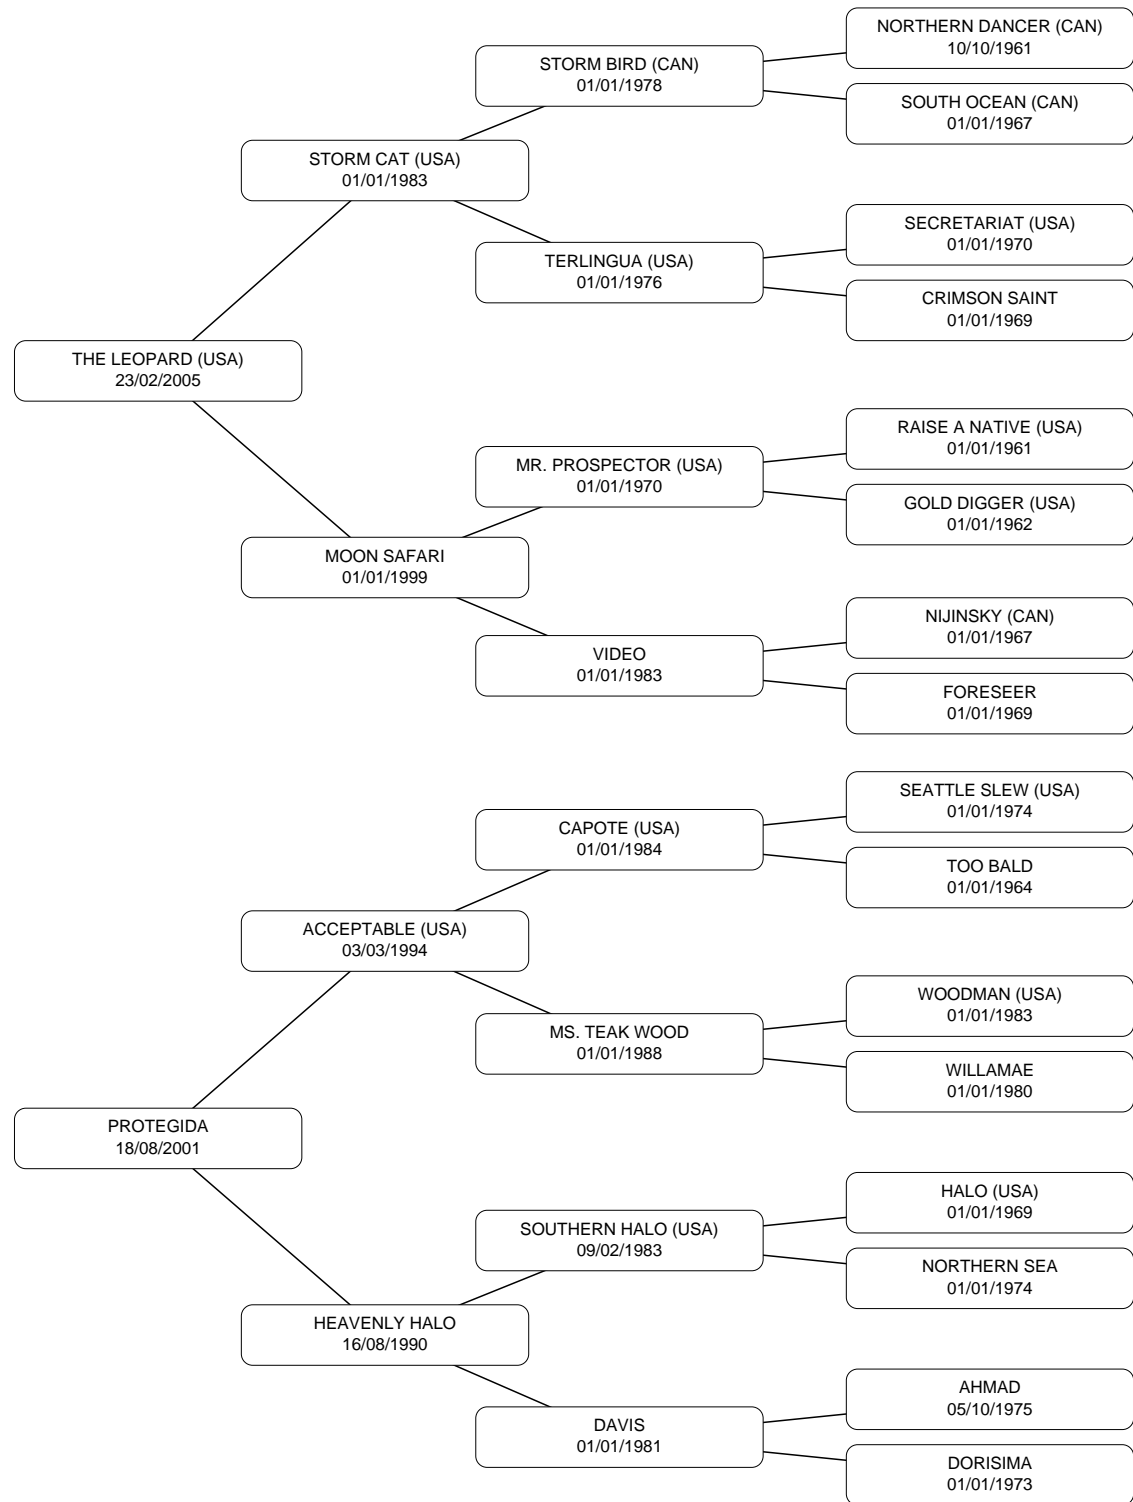 NORTHERN DANCER (CAN)
10/10/1961
STORM BIRD (CAN)
01/01/1978
SOUTH OCEAN (CAN)
01/01/1967
STORM CAT (USA)
01/01/1983
SECRETARIAT (USA)
01/01/1970
TERLINGUA (USA)
01/01/1976
CRIMSON SAINT
01/01/1969
THE LEOPARD (USA)
23/02/2005
RAISE A NATIVE (USA)
01/01/1961
MR. PROSPECTOR (USA)
01/01/1970
GOLD DIGGER (USA)
01/01/1962
MOON SAFARI
01/01/1999
NIJINSKY (CAN)
01/01/1967
VIDEO
01/01/1983
FORESEER
01/01/1969
SEATTLE SLEW (USA)
01/01/1974
CAPOTE (USA)
01/01/1984
TOO BALD
01/01/1964
ACCEPTABLE (USA)
03/03/1994
WOODMAN (USA)
01/01/1983
MS. TEAK WOOD
01/01/1988
WILLAMAE
01/01/1980
PROTEGIDA
18/08/2001
HALO (USA)
01/01/1969
SOUTHERN HALO (USA)
09/02/1983
NORTHERN SEA
01/01/1974
HEAVENLY HALO
16/08/1990
AHMAD
05/10/1975
DAVIS
01/01/1981
DORISIMA
01/01/1973